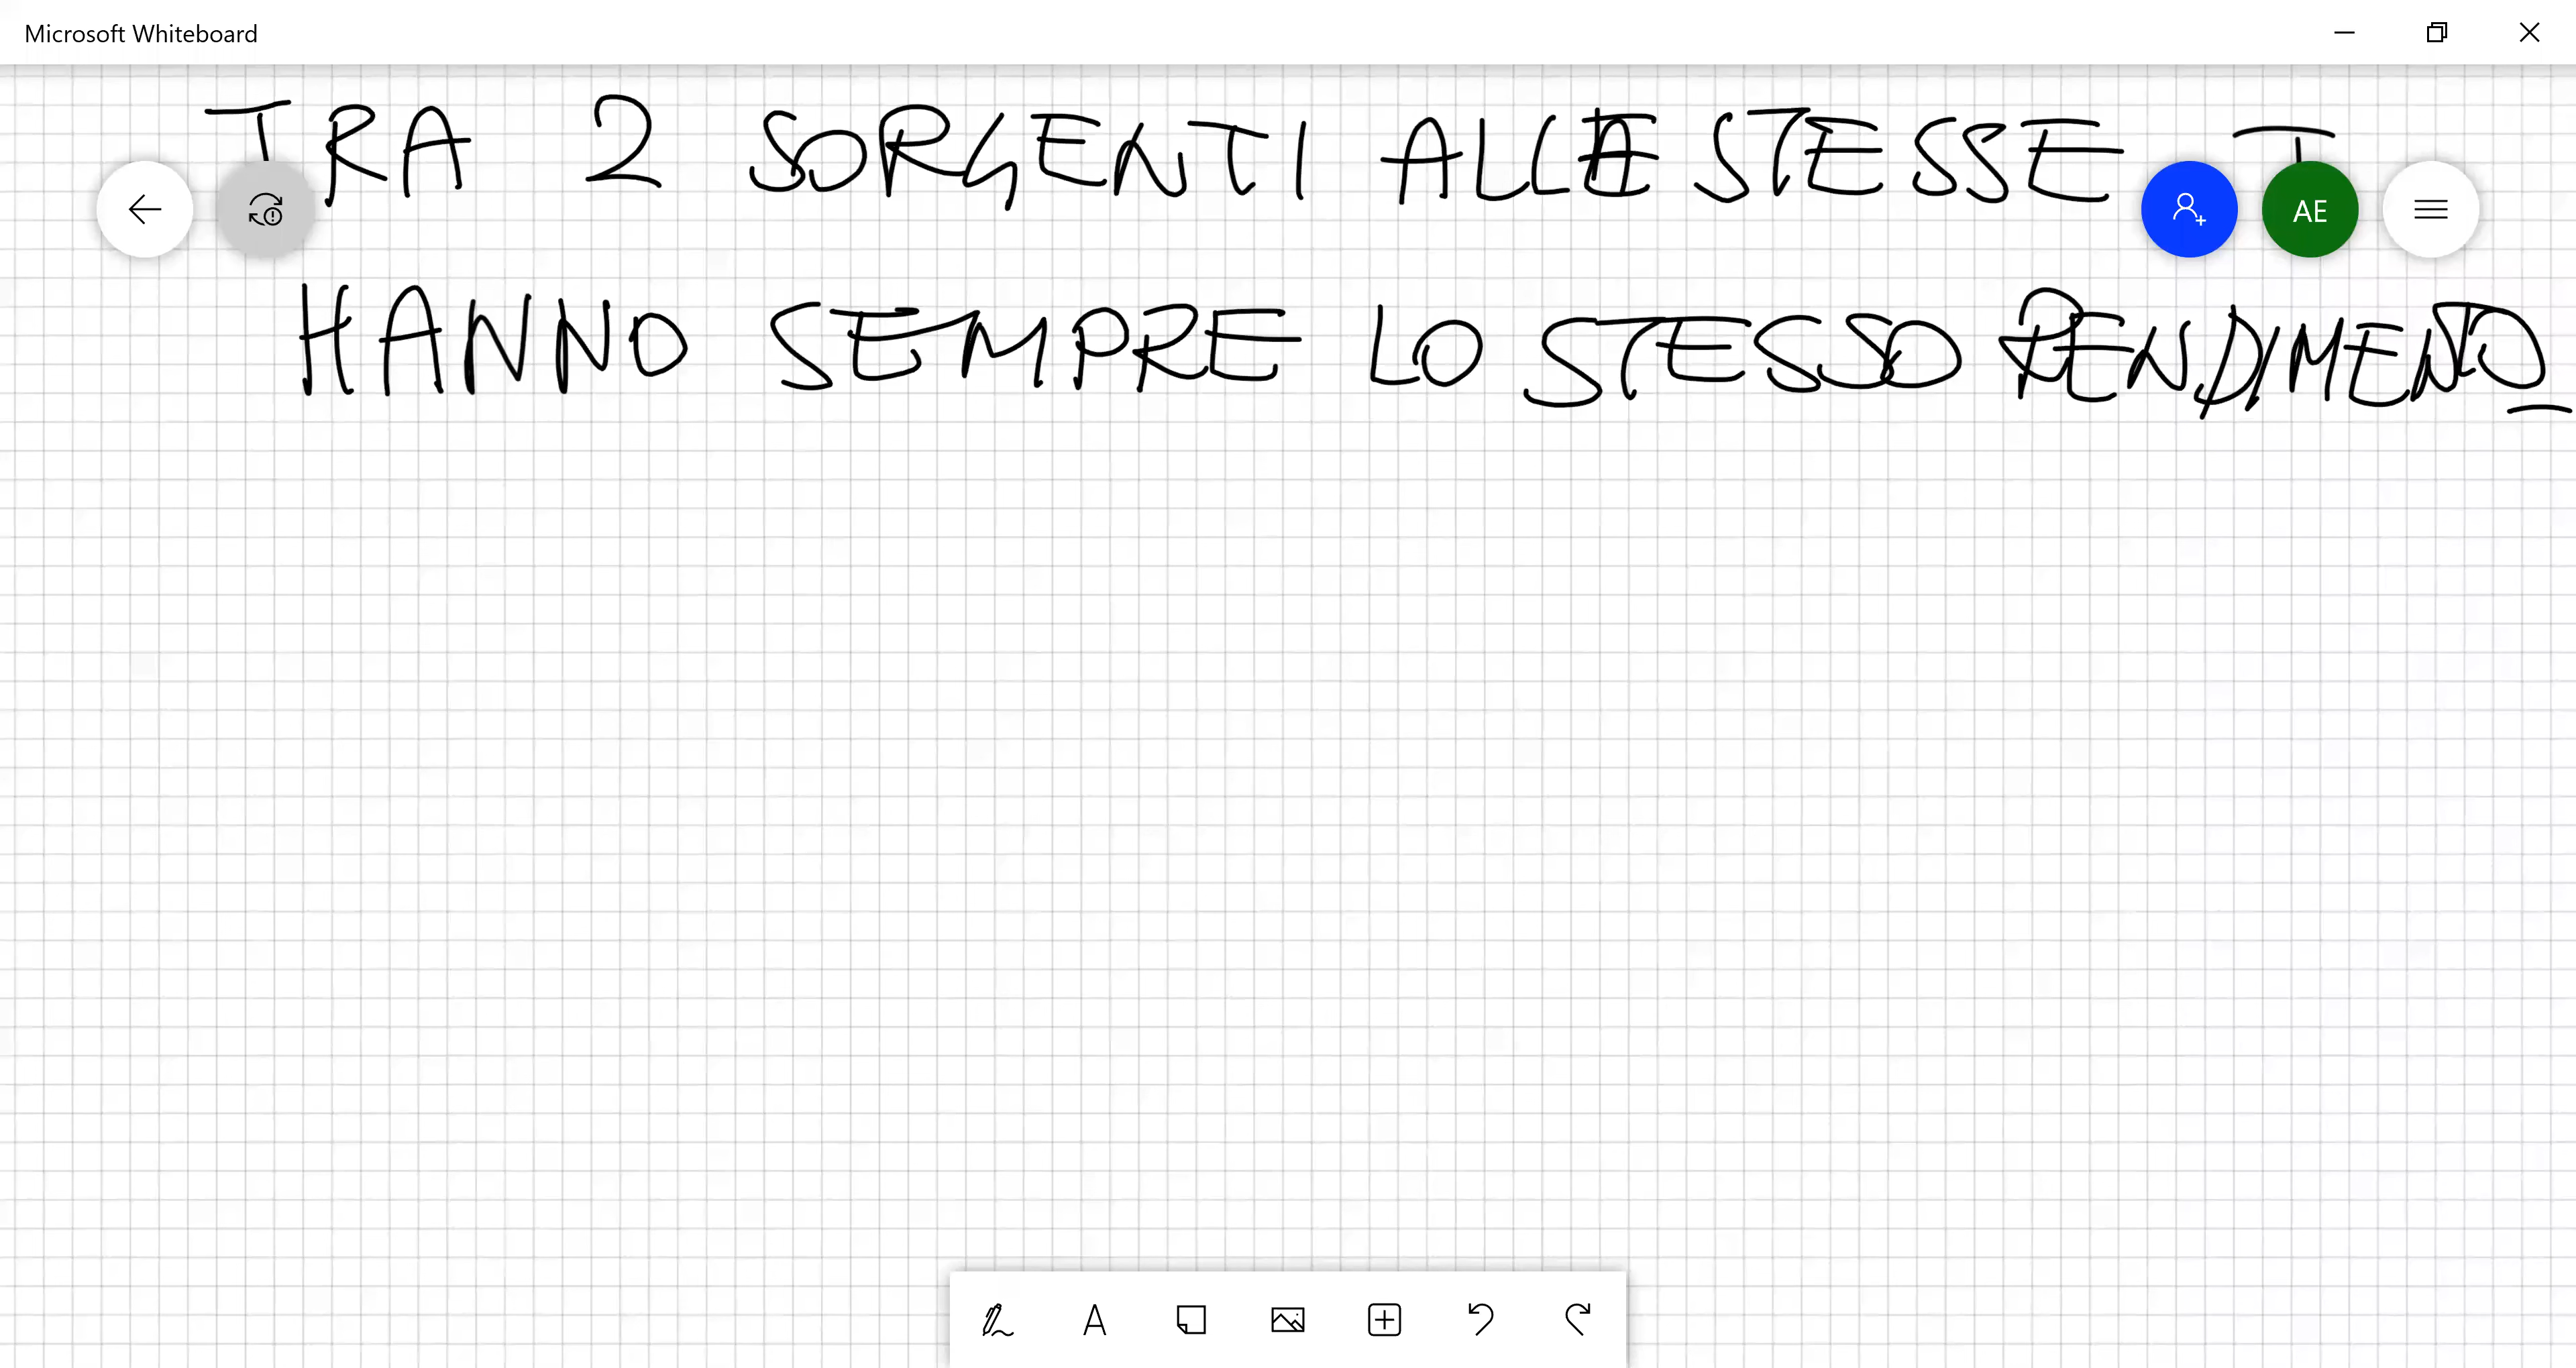 Microsoft Whiteboard
TRA 2 SORGENTI ALLE STESSE T
AE
HANNO SEMPRE LO STESSO RENDIMENTO